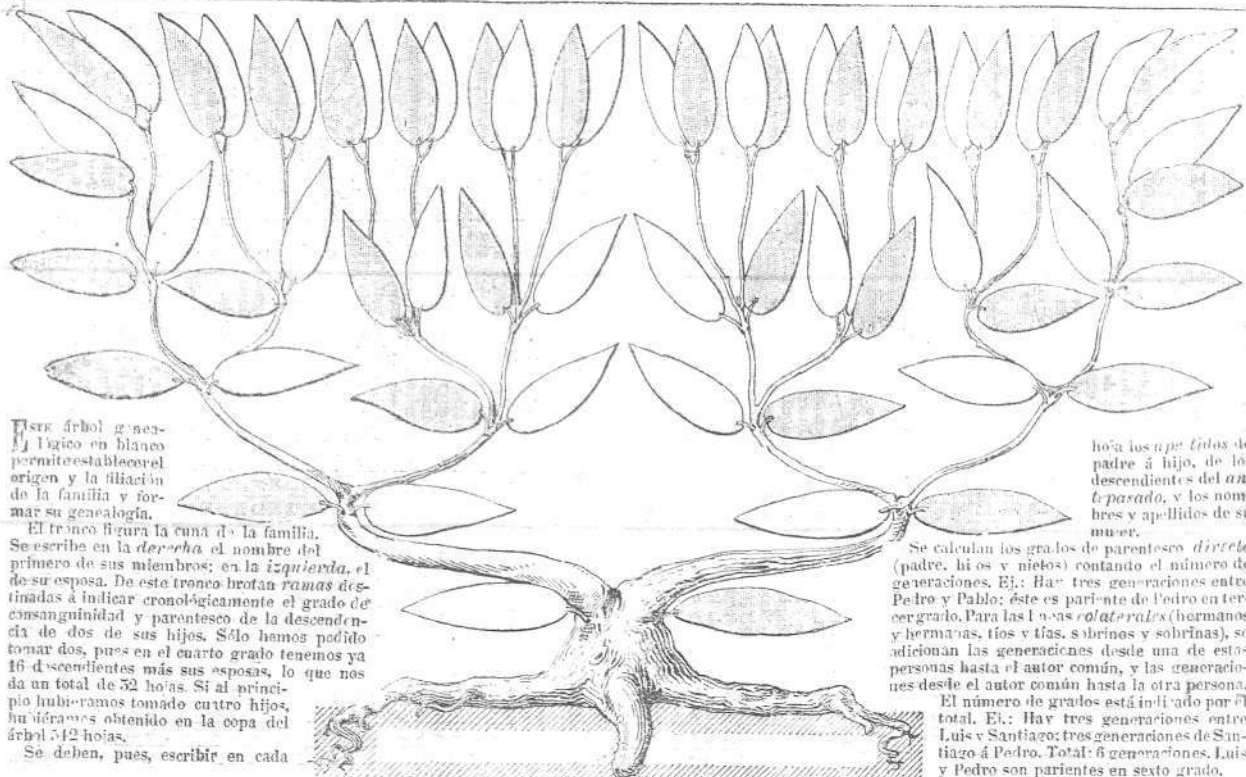 ESTE árbol genea-
lógico en blanco
permite establecer el
origen y la filiación
de la familia y for-
mar su genealogía.
El tronco figura la cuna de la familia.
Se escribe en la derecha el nombre del
primero de sus miembros; en la izquierda, el
de su esposa. De este tronco brotan ramas des-
tinadas á indicar cronológicamente el grado de
consanguinidad y parentesco de la descenden-
cia de dos de sus hijos. Sólo hemos podido
tomar dos, pues en el cuarto grado tenemos ya
16 descendientes más sus esposas, lo que nos
da un total de 32 hojas. Si al princi-
pio hubiéramos tomado cuatro hijos,
hubiéramos obtenido en la copa del
árbol 512 hojas.
Se deben, pues, escribir en cada
hoja los apellidos de
padre á hijo, de los
descendientes del an-
tepasado, y los nom-
bres y apellidos de su
mujer.
Se calculan los grados de parentesco directo
(padre, hijos y nietos) contando el número de
generaciones. Ej.: Hay tres generaciones entre
Pedro y Pablo; éste es pariente de Pedro en ter-
cer grado. Para las líneas colaterales (hermanos
y hermanas, tíos y tías, sobrinos y sobrinas), se
adicionan las generaciones desde una de estas
personas hasta el autor común, y las generacio-
nes desde el autor común hasta la otra persona.
El número de grados está indicado por el
total. Ej.: Hay tres generaciones entre
Luis y Santiago; tres generaciones de San-
tiago á Pedro. Total: 6 generaciones. Luis
y Pedro son parientes en sexto grado.